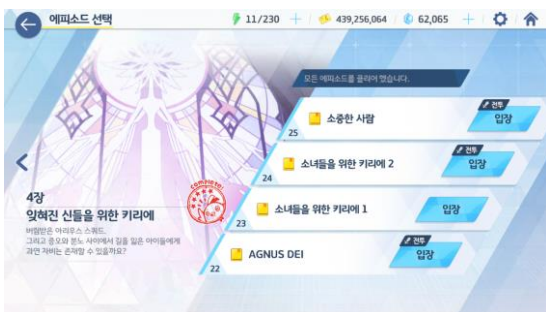 에피소드 선택
11/230
439,256,064
62,065
모든 에피소드를 클리어 했습니다.
25
소중한 사람
전투
입장
24
소녀들을 위한 키리에 2
전투
입장
4장
잊혀진 신들을 위한 키리에
버림받은 아리우스 스쿼드.
그리고 증오와 분노 사이에서 길을 잃은 아이들에게
과연 자비는 존재할 수 있을까요?
Complete!
23
소녀들을 위한 키리에 1
입장
22
AGNUS DEI
전투
입장